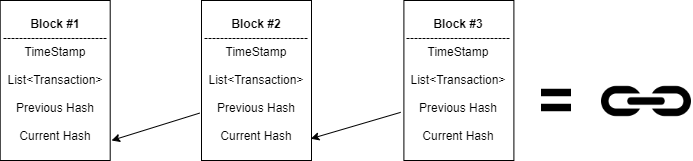 Block #1
TimeStamp
List<Transaction>
Previous Hash
Current Hash
Block #2
TimeStamp
List<Transaction>
Previous Hash
Current Hash
Block #3
TimeStamp
List<Transaction>
Previous Hash
Current Hash
=